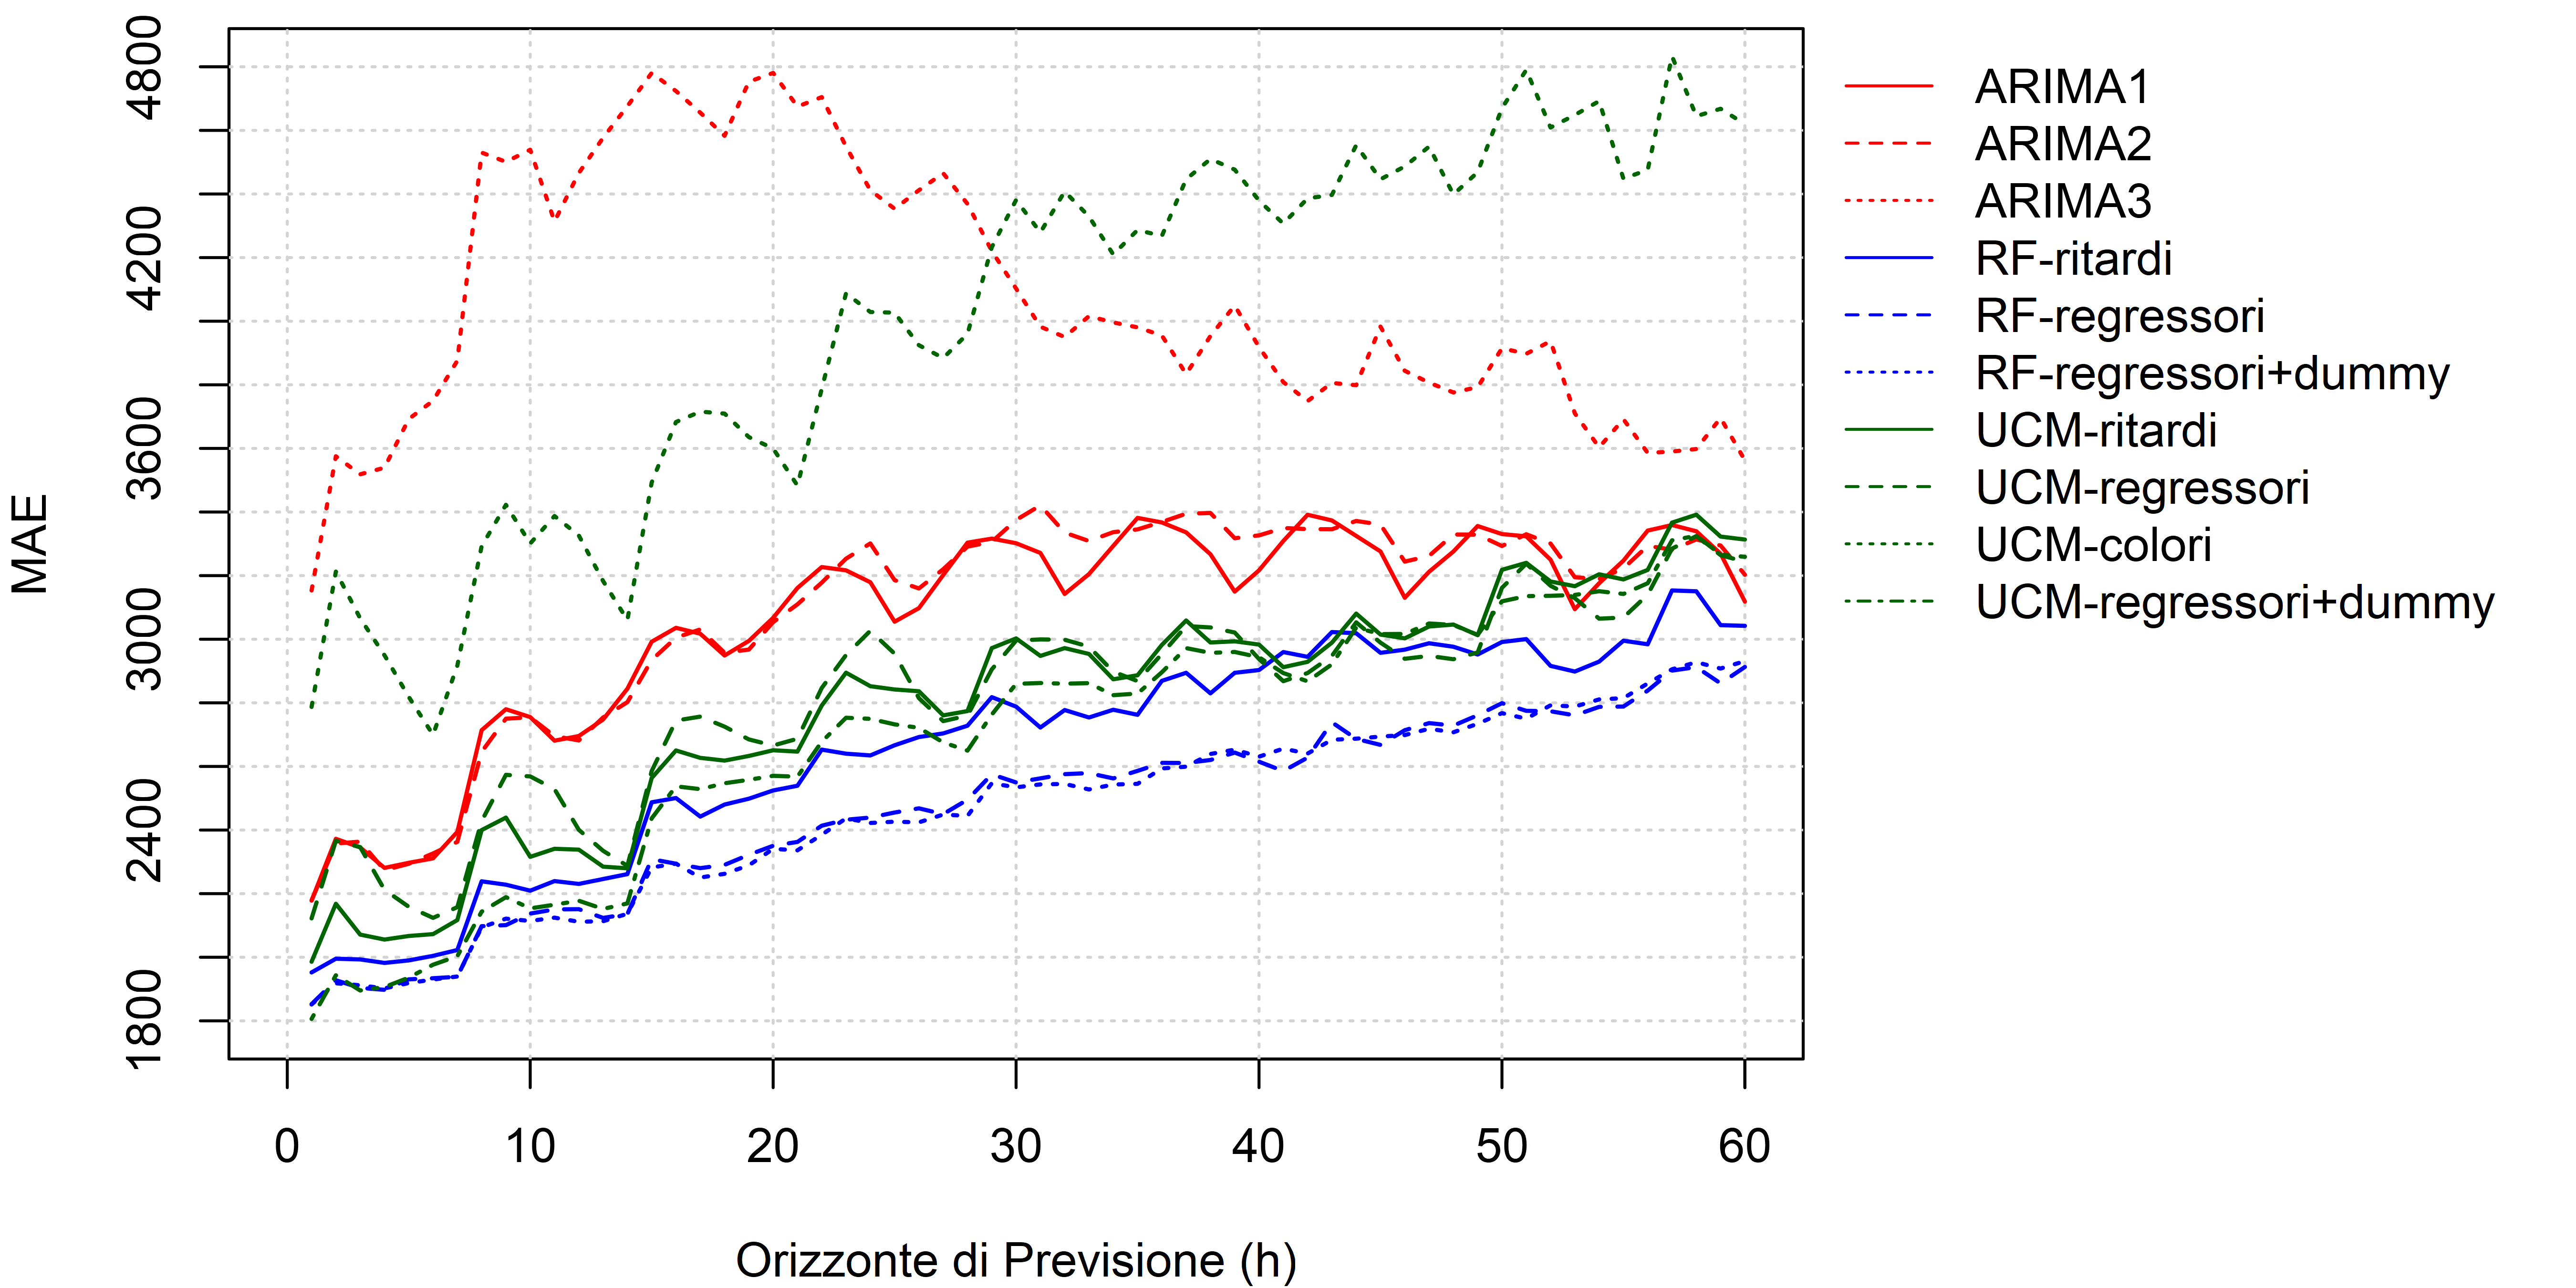 MAE
4800
4200
3600
3000
2400
1800
0 10 20 30 40 50 60
Orizzonte di Previsione (h)
ARIMA1
ARIMA2
ARIMA3
RF-ritardi
RF-regressori
RF-regressori+dummy
UCM-ritardi
UCM-regressori
UCM-colori
UCM-regressori+dummy